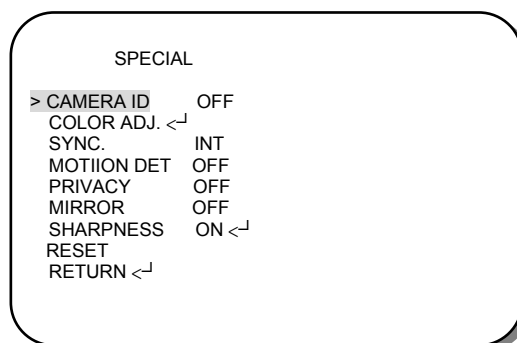 SPECIAL
> CAMERA ID OFF
COLOR ADJ. <┘
SYNC. INT
MOTIION DET OFF
PRIVACY OFF
MIRROR OFF
SHARPNESS ON <┘
RESET
RETURN <┘